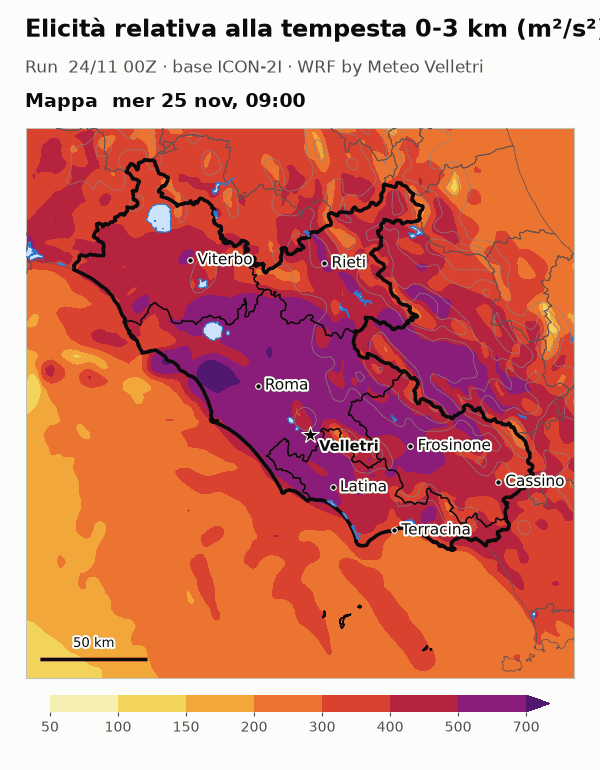 Elicità relativa alla tempesta 0-3 km (m²/s²)
Run 24/11 00Z · base ICON-2I · WRF by Meteo Velletri
Mappa mer 25 nov, 09:00
Viterbo
Rieti
Roma
Velletri
Frosinone
Latina
Cassino
Terracina
50 km
50 100 150 200 300 400 500 700